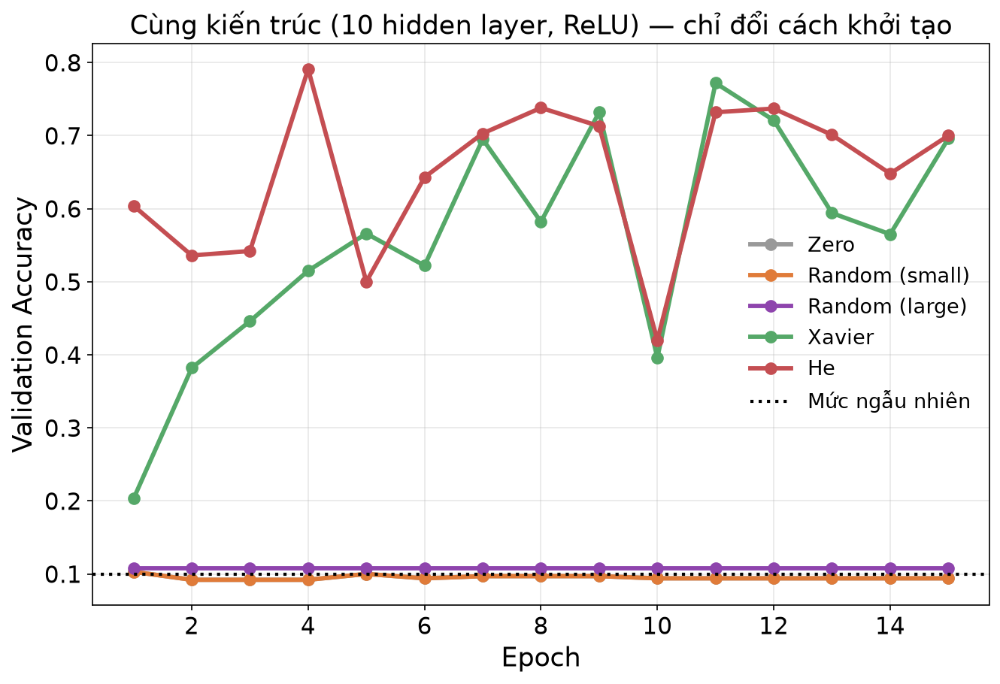 Cùng kiến trúc (10 hidden layer, ReLU) — chỉ đổi cách khởi tạo
Validation Accuracy
0.8
0.7
0.6
0.5
0.4
0.3
0.2
0.1
Zero
Random (small)
Random (large)
Xavier
He
Mức ngẫu nhiên
2 4 6 8 10 12 14
Epoch